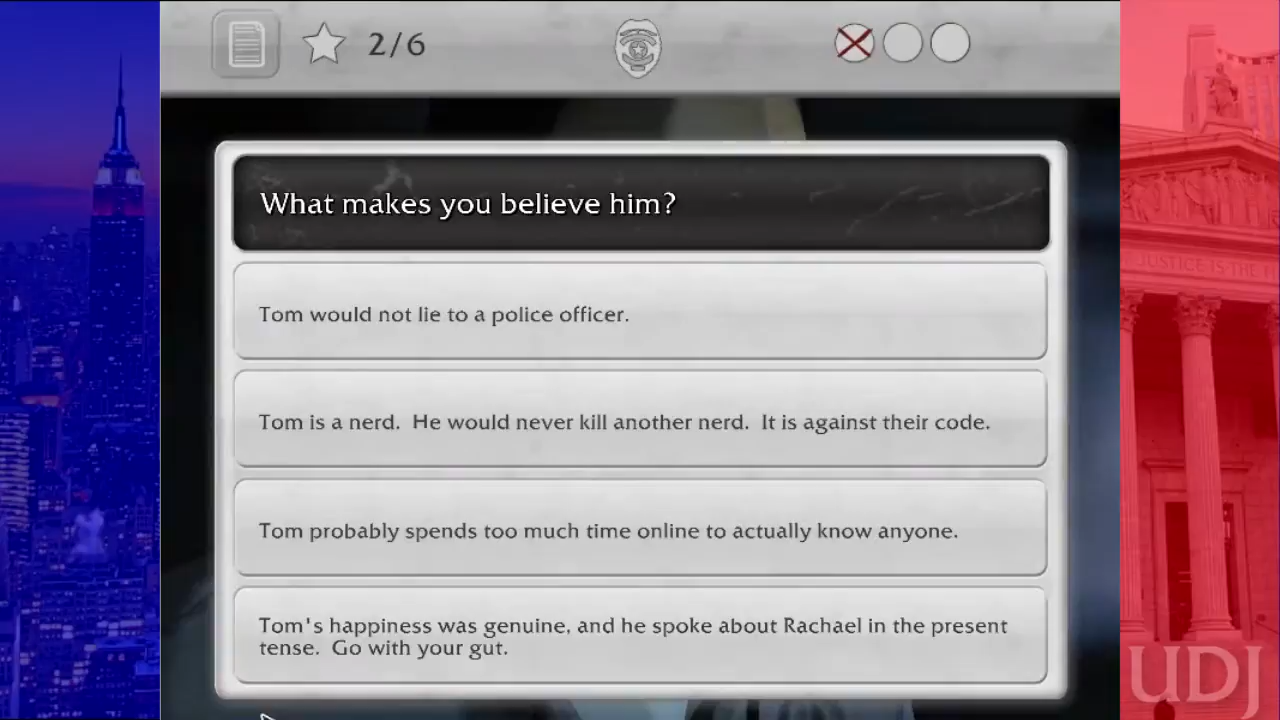 2/6
What makes you believe him?
Tom would not lie to a police officer.
Tom is a nerd. He would never kill another nerd. It is against their code.
Tom probably spends too much time online to actually know anyone.
Tom's happiness was genuine, and he spoke about Rachael in the present
tense. Go with your gut.
JUSTICE IS THE F
UDJ